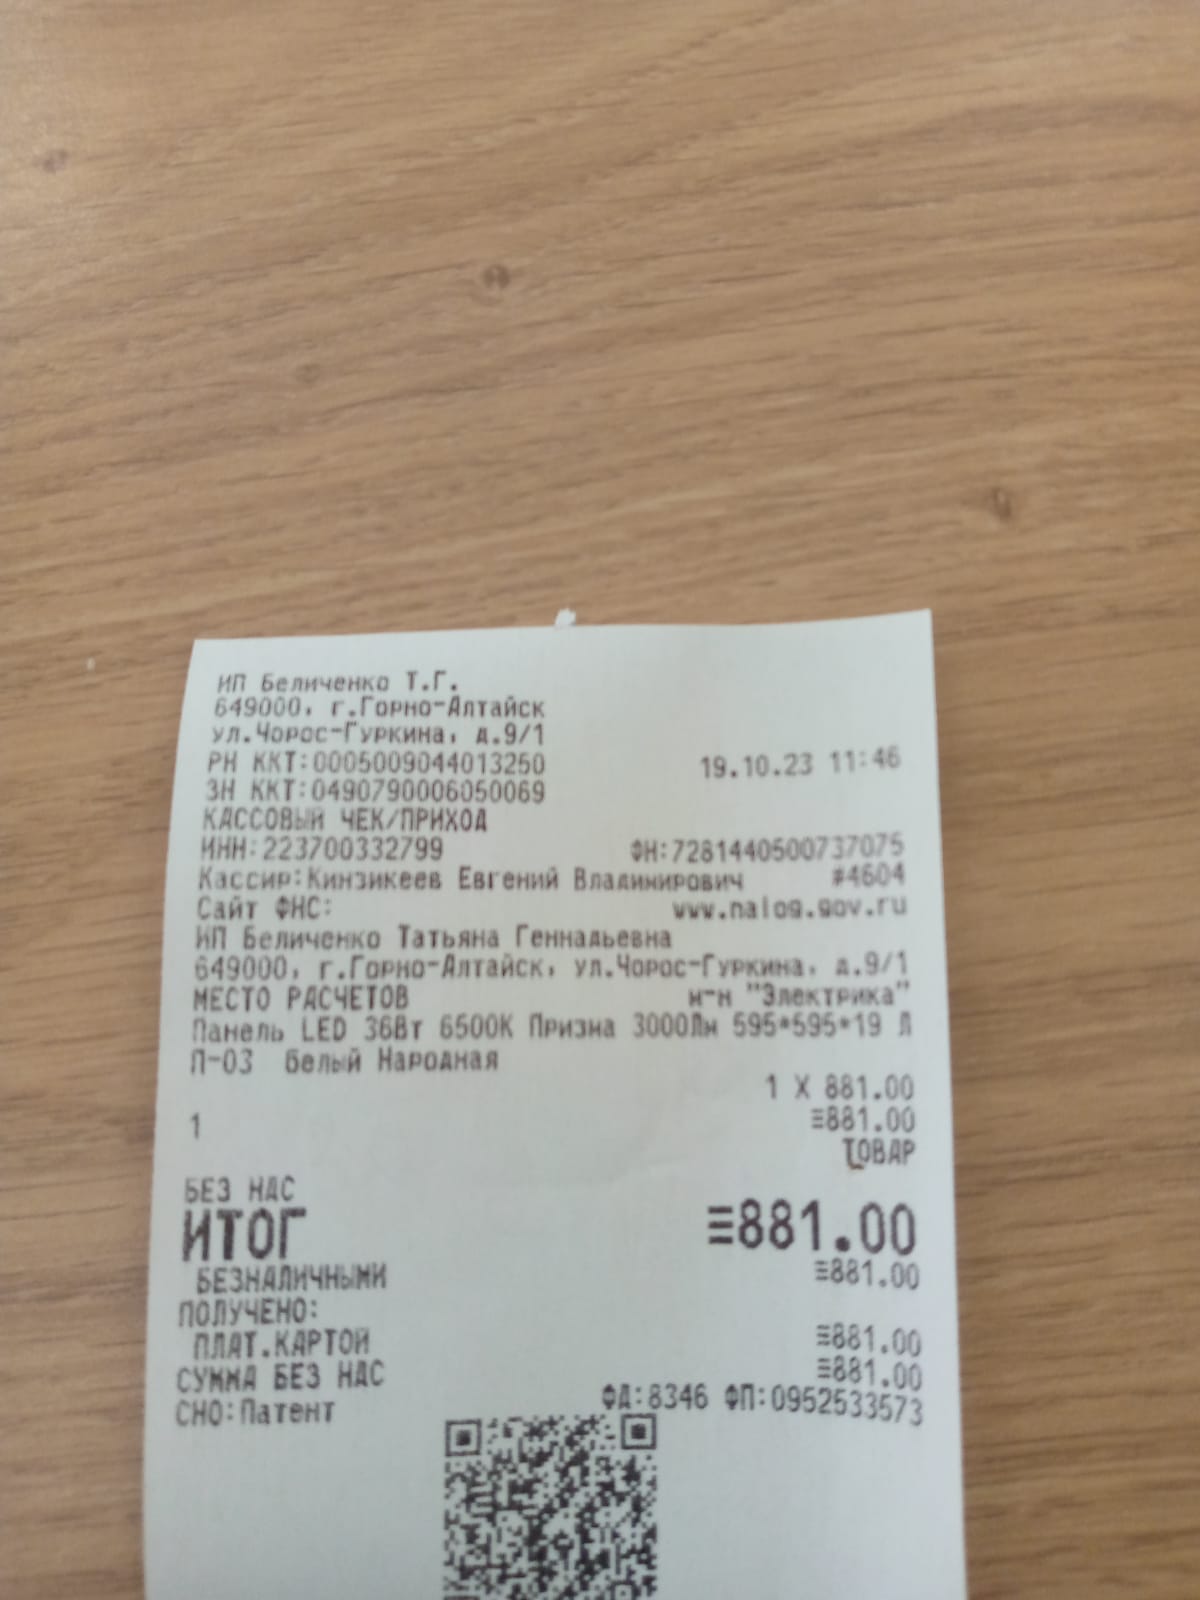 ИП Беличенко Т.Г.
649000, г.Горно-Алтайск
ул.Чорос-Гуркина, д.9/1
РН ККТ:0005009044013250 19.10.23 11:46
ЗН ККТ:0490790006050069
КАССОВЫЙ ЧЕК/ПРИХОД
ИНН:223700332799 ФН:7281440500737075
Кассир:Кинзикеев Евгений Владимирович #4604
Сайт ФНС: www.nalog.gov.ru
ИП Беличенко Татьяна Геннадьевна
649000, г.Горно-Алтайск, ул.Чорос-Гуркина, д.9/1
МЕСТО РАСЧЕТОВ м-н "Электрика"
Панель LED 36Вт 6500К Призма 3000Лм 595*595*19 Л
П-03 белый Народная
1 X 881.00
1 ≡881.00
ТОВАР
БЕЗ НДС
ИТОГ ≡881.00
БЕЗНАЛИЧНЫМИ ≡881.00
ПОЛУЧЕНО:
ПЛАТ.КАРТОЙ ≡881.00
СУММА БЕЗ НДС ≡881.00
СНО:Патент ФД:8346 ФП:0952533573